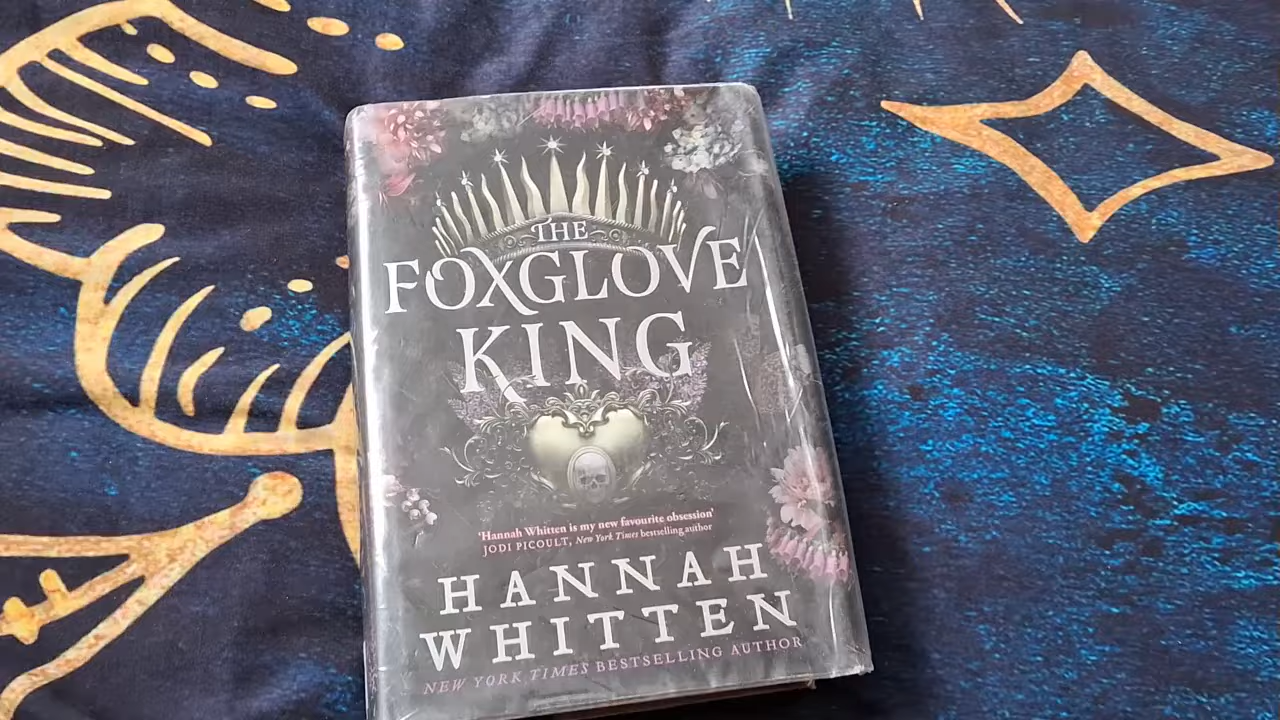 THE
FOXGLOVE
KING
'Hannah Whitten is my new favourite obsession'
JODI PICOULT, New York Times bestselling author
HANNAH
WHITTEN
NEW YORK TIMES BESTSELLING AUTHOR